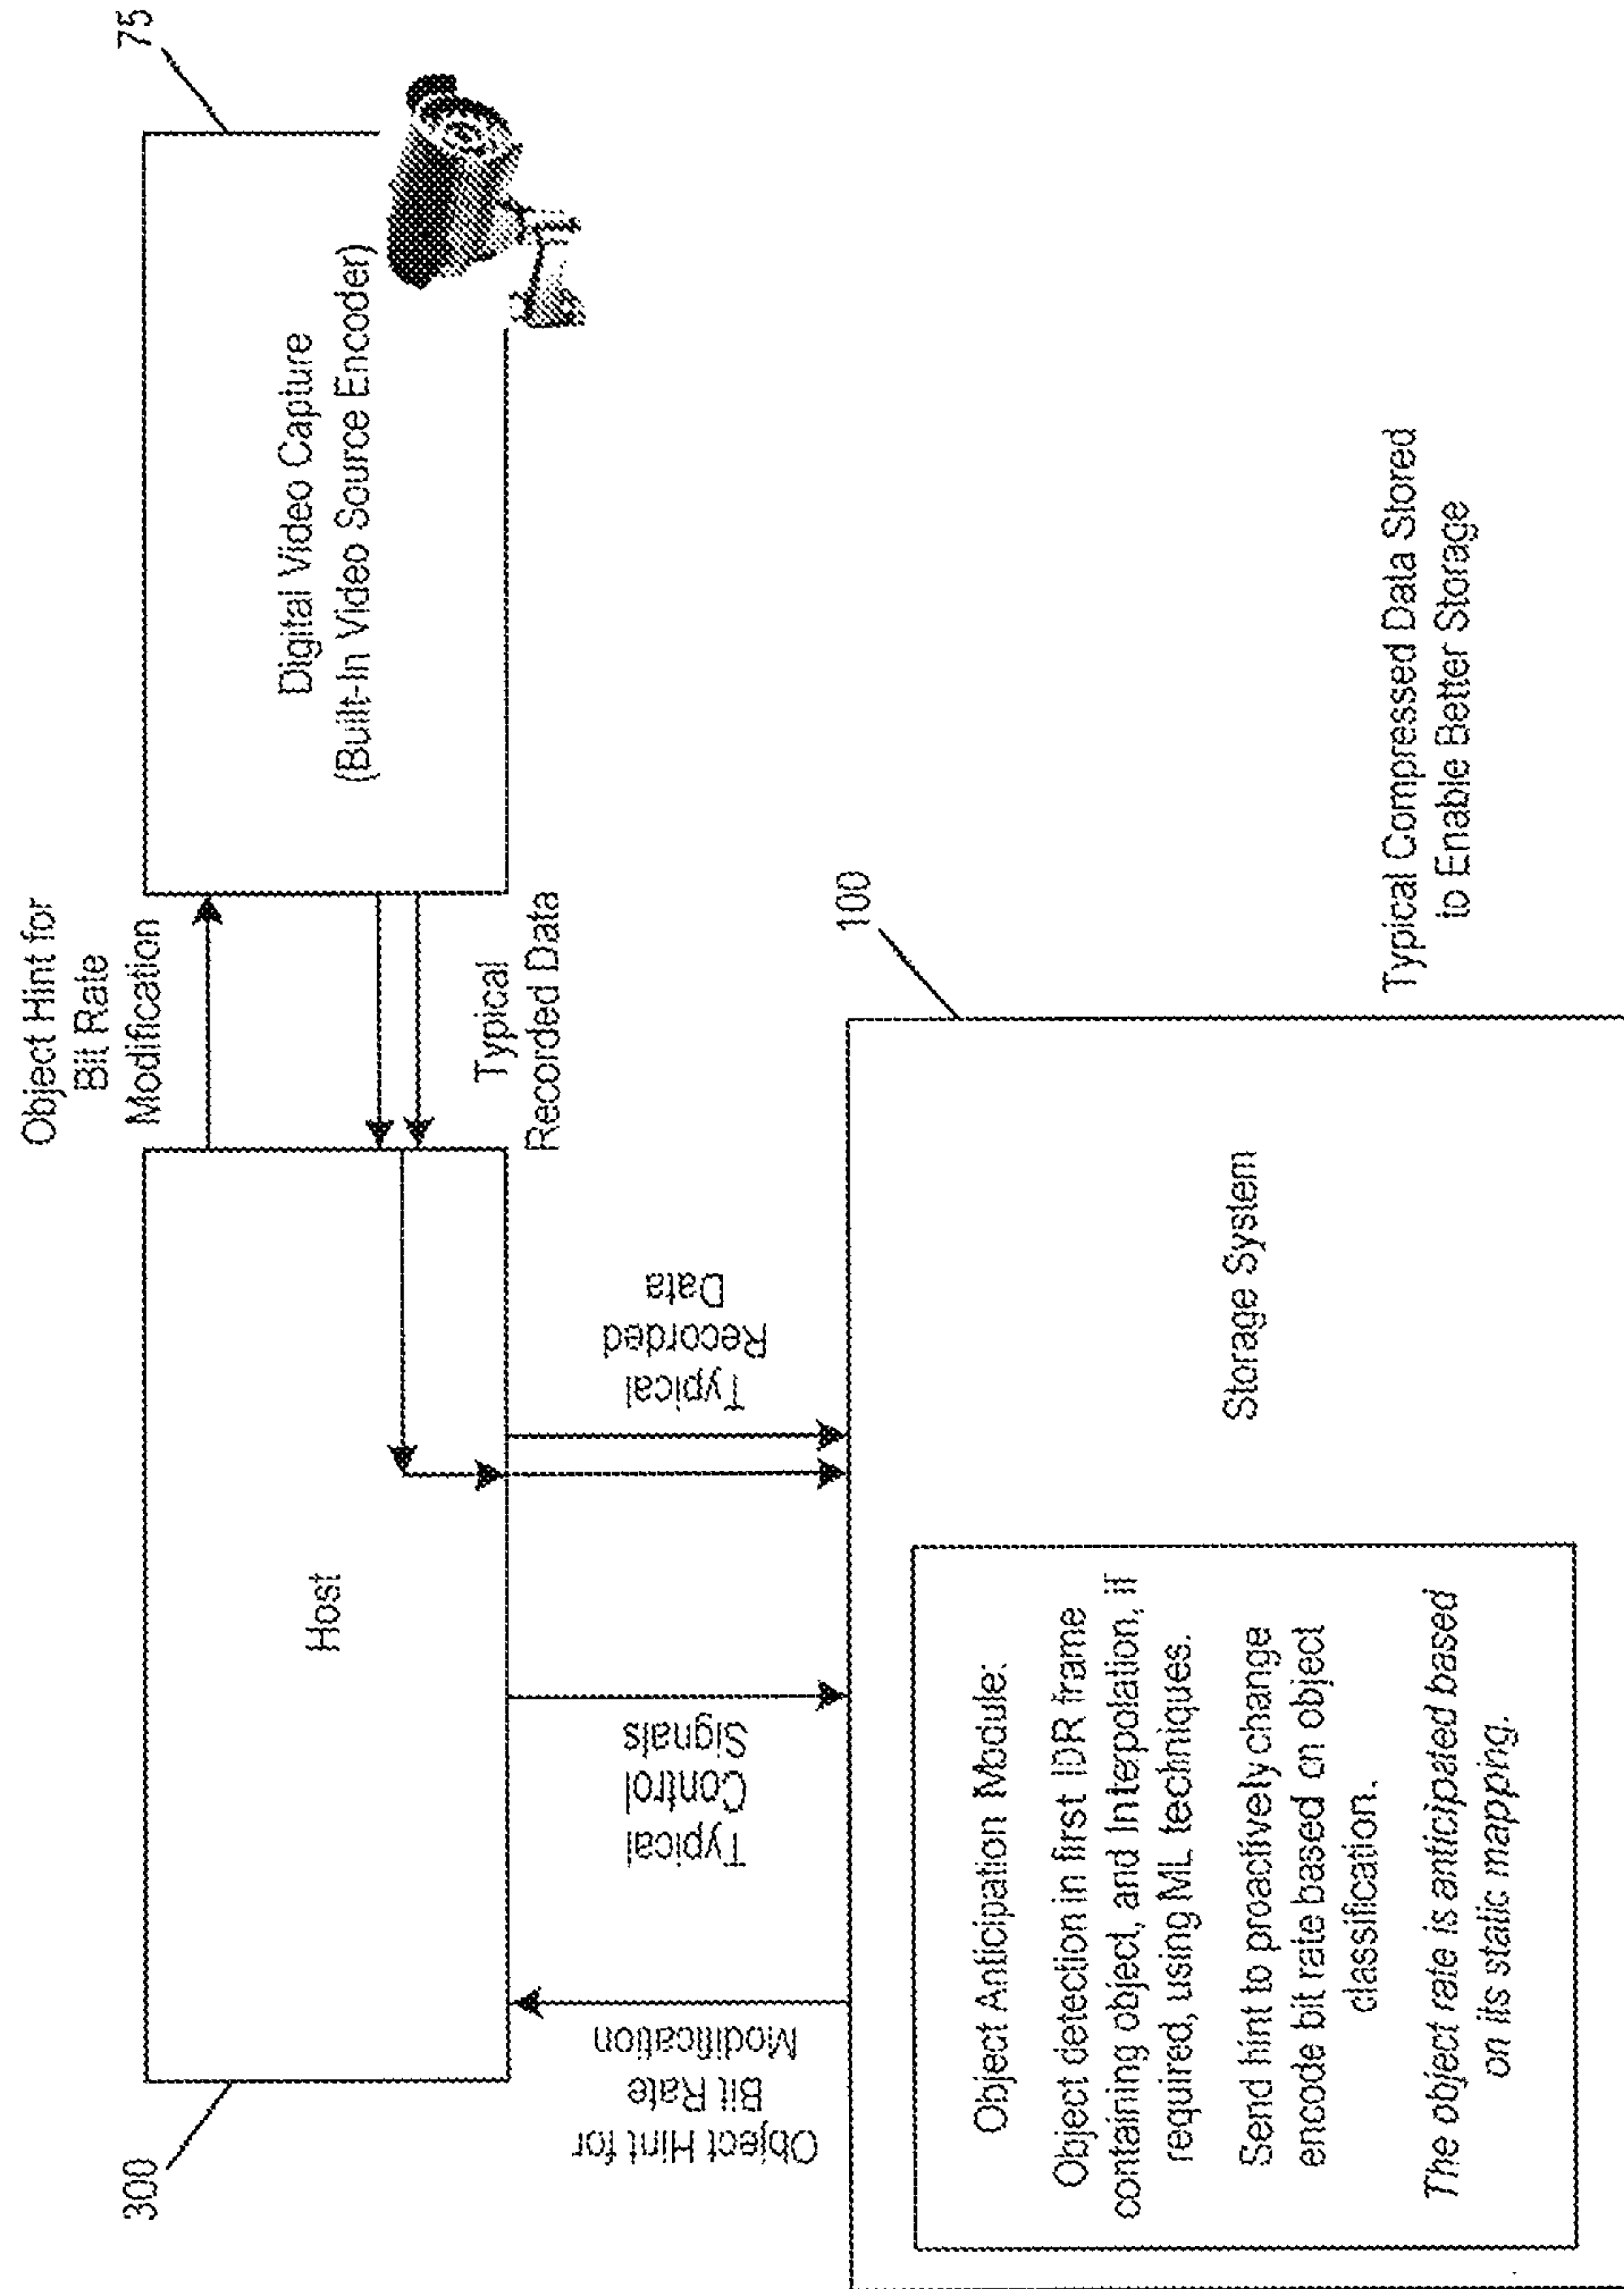 75
Digital Video Capture
(Built-In Video Source Encoder)
Object Hint for
Bit Rate
Modification
Typical
Recorded Data
300
Host
Object Hint for
Bit Rate
Modification
Typical
Control
Signals
Typical
Recorded
Data
100
Storage System
Object Anticipation Module:
Object detection in first IDR frame
containing object, and Interpolation, if
required, using ML techniques.
Send hint to proactively change
encode bit rate based on object
classification.
The object rate is anticipated based
on its static mapping.
Typical Compressed Data Stored
to Enable Better Storage